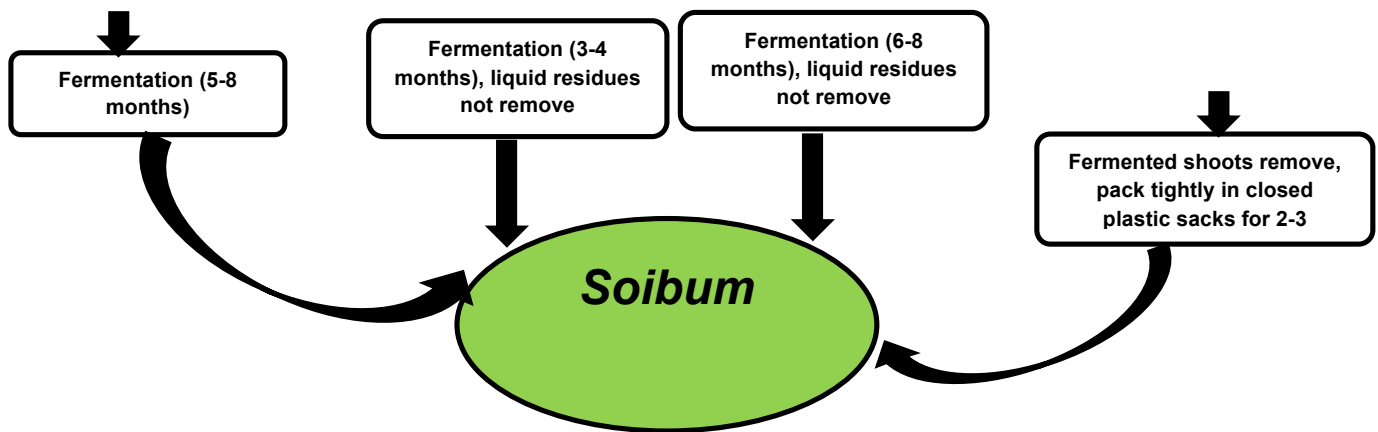 Fermentation (5-8
months)
Fermentation (3-4
months), liquid residues
not remove
Fermentation (6-8
months), liquid residues
not remove
Fermented shoots remove,
pack tightly in closed
plastic sacks for 2-3
Soibum